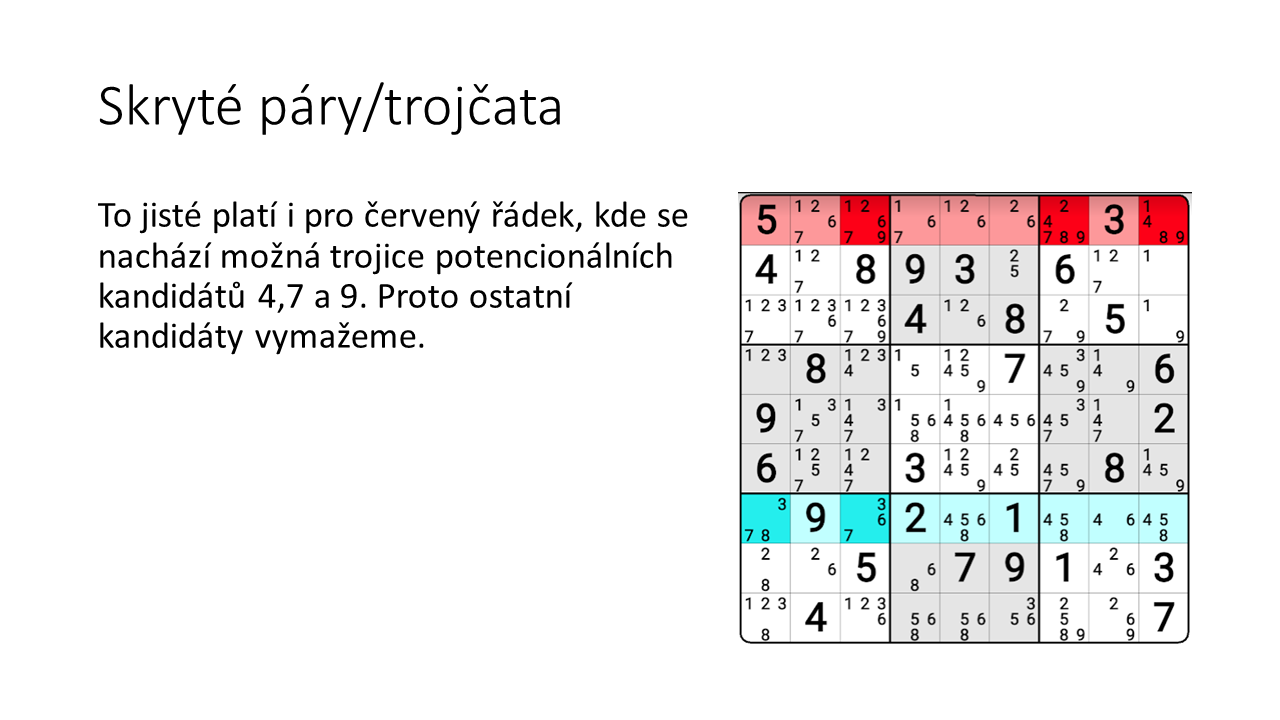 Skryté páry/trojčata
To jisté platí i pro červený řádek, kde se
nachází možná trojice potencionálních
kandidátů 4,7 a 9. Proto ostatní
kandidáty vymažeme.
5 1 2 6 7 1 2 6 7 9 1 6 7 1 2 6 2 6 2 4 7 8 9 3 1 4 8 9
4 1 2 7 8 9 3 2 5 6 1 2 7 1
1 2 3 7 1 2 3 6 7 1 2 3 6 7 9 4 1 2 6 8 2 7 9 5 1 9
1 2 3 8 1 2 3 4 1 5 1 2 4 5 9 7 3 4 5 9 1 4 9 6
9 1 3 5 7 1 3 4 7 1 5 6 8 1 4 5 6 8 4 5 6 3 4 5 7 1 4 7 2
6 1 2 5 7 1 2 4 7 3 1 2 4 5 9 2 4 5 4 5 7 9 8 1 4 5 9
3 7 8 9 3 6 7 2 4 5 6 8 1 4 5 8 4 6 4 5 8
2 8 2 6 5 6 8 7 9 1 2 4 6 3
1 2 3 8 4 1 2 3 6 5 6 8 5 6 8 3 5 6 2 5 8 9 2 6 9 7